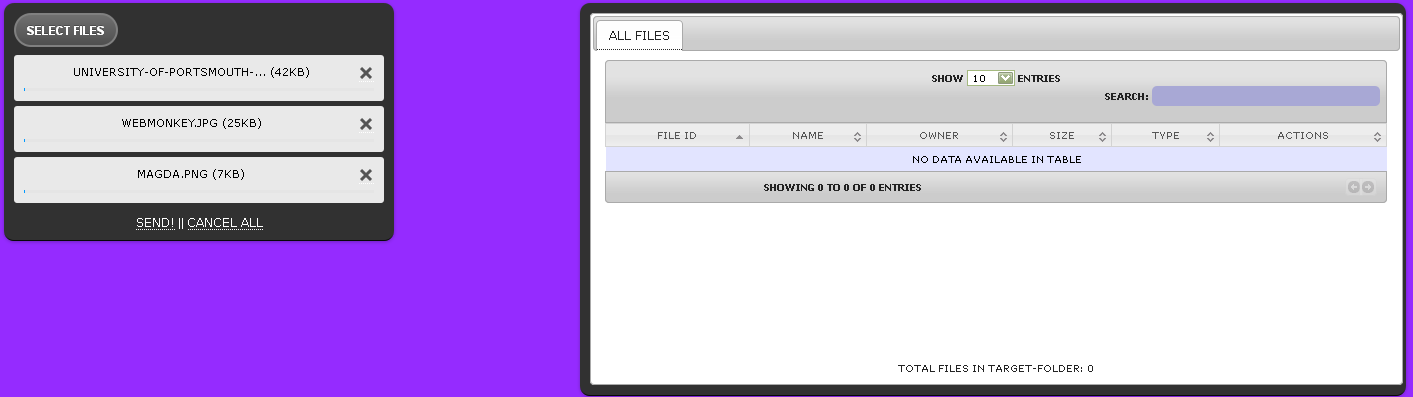 SELECT FILES
UNIVERSITY-OF-PORTSMOUTH-... (42KB)
WEBMONKEY.JPG (25KB)
MAGDA.PNG (7KB)
SEND! || CANCEL ALL
ALL FILES
SHOW 10 ENTRIES
SEARCH:
FILE ID NAME OWNER SIZE TYPE ACTIONS
NO DATA AVAILABLE IN TABLE
SHOWING 0 TO 0 OF 0 ENTRIES
TOTAL FILES IN TARGET-FOLDER: 0